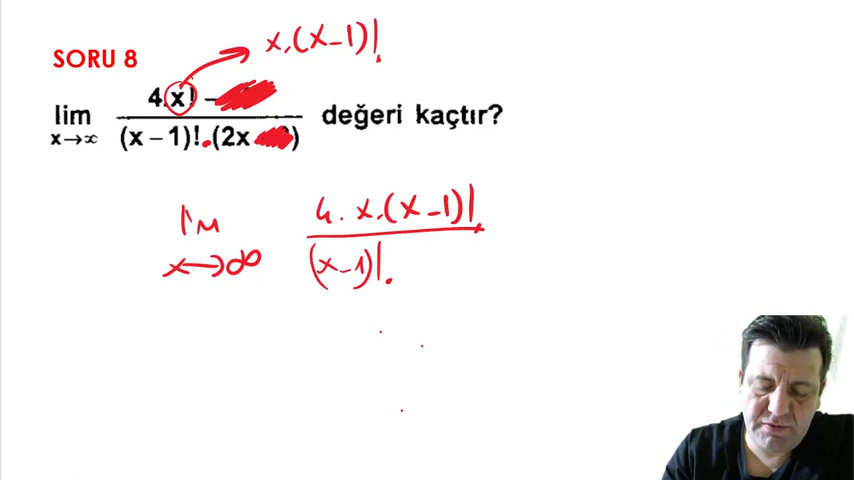 x.(x-1)!
SORU 8
lim 4.x! – / (x – 1)!.(2x ) değeri kaçtır?
x→∞
lim 4. x.(x-1)! / (x-1)!.
x→∞